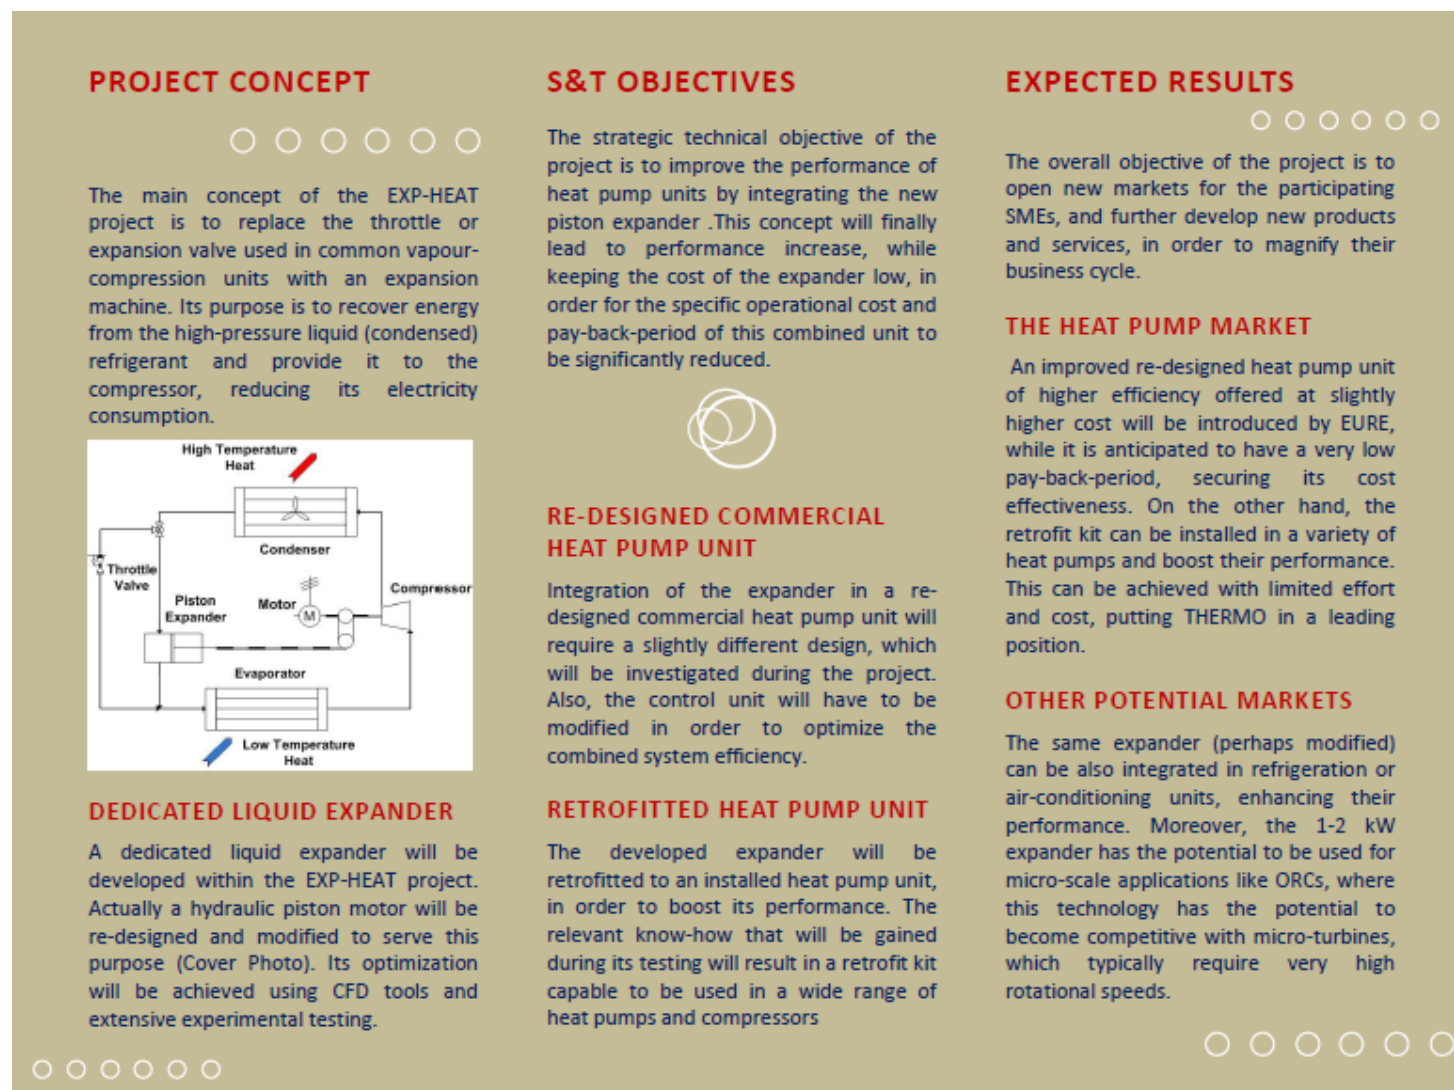 PROJECT CONCEPT
The main concept of the EXP-HEAT
project is to replace the throttle or
expansion valve used in common vapour-
compression units with an expansion
machine. Its purpose is to recover energy
from the high-pressure liquid (condensed)
refrigerant and provide it to the
compressor, reducing its electricity
consumption.
High Temperature
Heat
Condenser
Throttle
Valve
Compressor
Piston
Expander
Motor
M
Evaporator
Low Temperature
Heat
DEDICATED LIQUID EXPANDER
A dedicated liquid expander will be
developed within the EXP-HEAT project.
Actually a hydraulic piston motor will be
re-designed and modified to serve this
purpose (Cover Photo). Its optimization
will be achieved using CFD tools and
extensive experimental testing.
S&T OBJECTIVES
The strategic technical objective of the
project is to improve the performance of
heat pump units by integrating the new
piston expander .This concept will finally
lead to performance increase, while
keeping the cost of the expander low, in
order for the specific operational cost and
pay-back-period of this combined unit to
be significantly reduced.
RE-DESIGNED COMMERCIAL
HEAT PUMP UNIT
Integration of the expander in a re-
designed commercial heat pump unit will
require a slightly different design, which
will be investigated during the project.
Also, the control unit will have to be
modified in order to optimize the
combined system efficiency.
RETROFITTED HEAT PUMP UNIT
The developed expander will be
retrofitted to an installed heat pump unit,
in order to boost its performance. The
relevant know-how that will be gained
during its testing will result in a retrofit kit
capable to be used in a wide range of
heat pumps and compressors
EXPECTED RESULTS
The overall objective of the project is to
open new markets for the participating
SMEs, and further develop new products
and services, in order to magnify their
business cycle.
THE HEAT PUMP MARKET
An improved re-designed heat pump unit
of higher efficiency offered at slightly
higher cost will be introduced by EURE,
while it is anticipated to have a very low
pay-back-period, securing its cost
effectiveness. On the other hand, the
retrofit kit can be installed in a variety of
heat pumps and boost their performance.
This can be achieved with limited effort
and cost, putting THERMO in a leading
position.
OTHER POTENTIAL MARKETS
The same expander (perhaps modified)
can be also integrated in refrigeration or
air-conditioning units, enhancing their
performance. Moreover, the 1-2 kW
expander has the potential to be used for
micro-scale applications like ORCs, where
this technology has the potential to
become competitive with micro-turbines,
which typically require very high
rotational speeds.